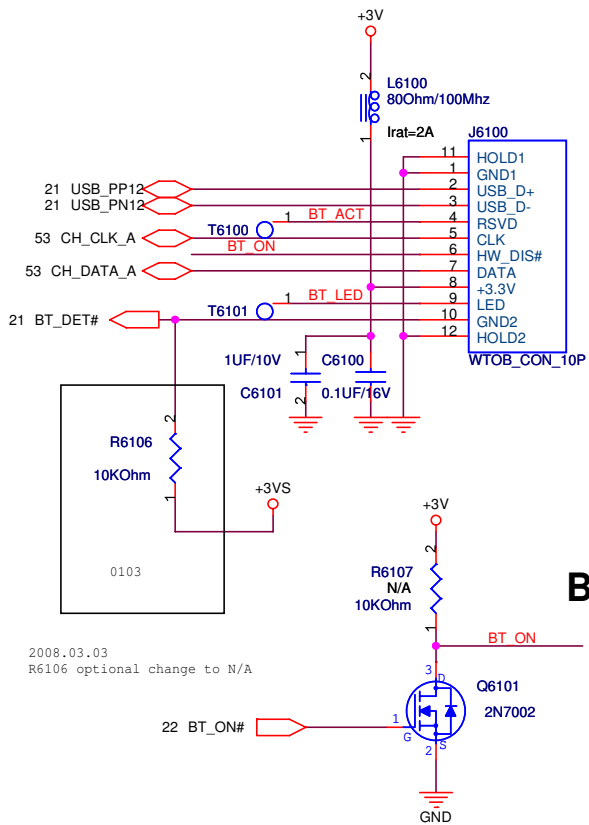 +3V
2
L6100
80Ohm/100Mhz
1
Irat=2A
J6100
11 HOLD1
1 GND1
21 USB_PP12 2 USB_D+
21 USB_PN12 3 USB_D-
T6100 1 BT_ACT 4 RSVD
53 CH_CLK_A 5 CLK
BT_ON 6 HW_DIS#
53 CH_DATA_A 7 DATA
8 +3.3V
T6101 1 BT_LED 9 LED
21 BT_DET# 10 GND2
12 HOLD2
WTOB_CON_10P
1UF/10V 1 C6100
C6101 2 0.1UF/16V
2
R6106
10KOhm
1
+3VS
0103
+3V
2
R6107
N/A
10KOhm
1
B
BT_ON
2008.03.03
R6106 optional change to N/A
3 D
Q6101
2N7002
22 BT_ON# 1
G
2 S
GND